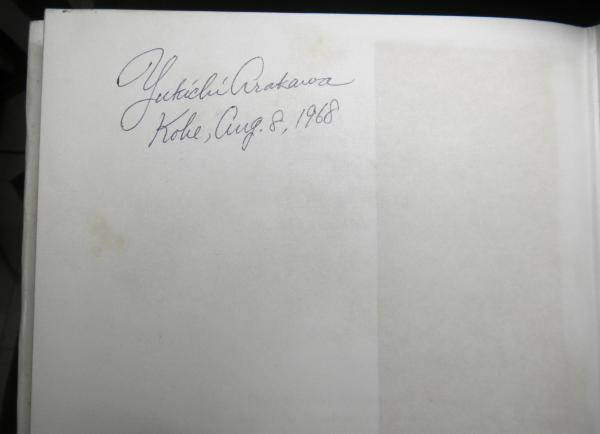 Yukichi Arakawa
Kobe, Aug. 8, 1968